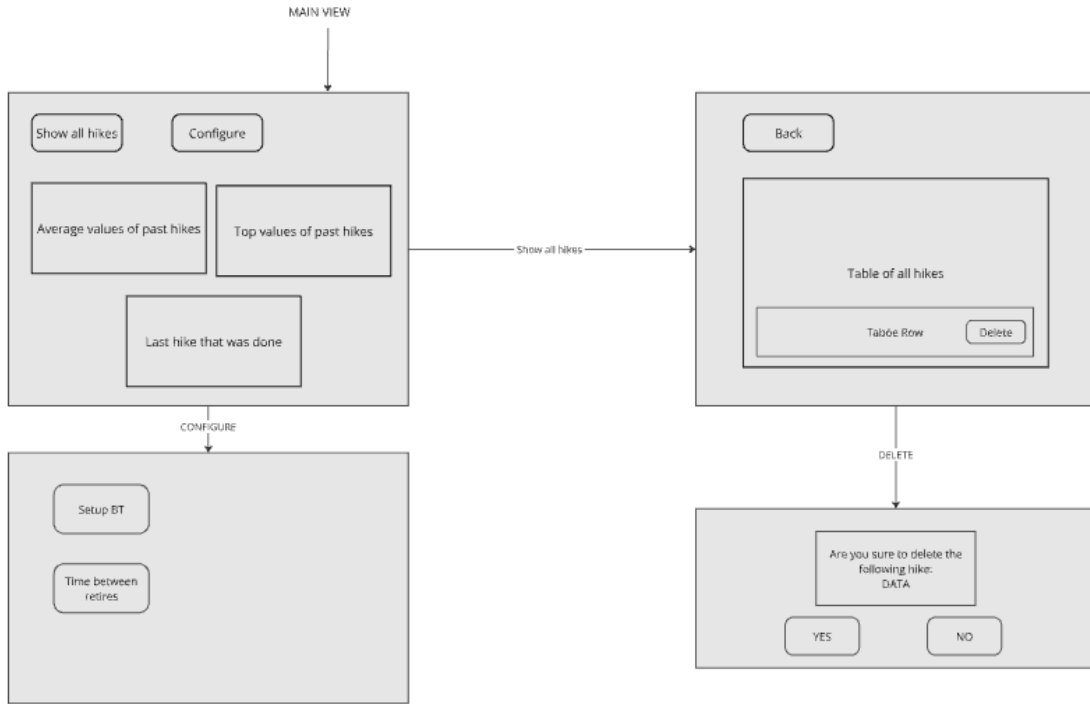 MAIN VIEW
Show all hikes
Configure
Average values of past hikes
Top values of past hikes
Last hike that was done
Show all hikes
Back
Table of all hikes
Taböe Row
Delete
CONFIGURE
Setup BT
Time between
retires
DELETE
Are you sure to delete the
following hike:
DATA
YES
NO